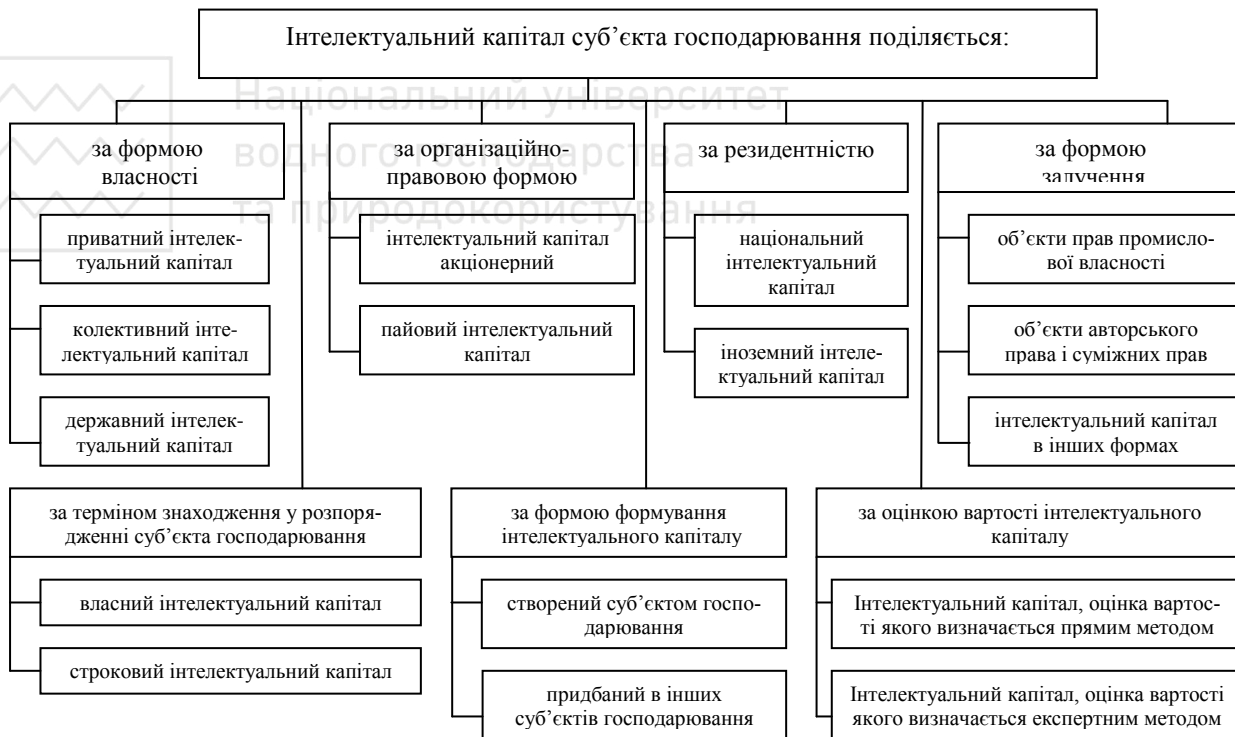 Інтелектуальний капітал суб’єкта господарювання поділяється:
Національний університет
водного господарства
та природокористування
за формою
власності
приватний інтелек-
туальний капітал
колективний інте-
лектуальний капітал
державний інтелек-
туальний капітал
за організаційно-
правовою формою
інтелектуальний капітал
акціонерний
пайовий інтелектуальний
капітал
за резидентністю
національний
інтелектуальний
капітал
іноземний інтеле-
ктуальний капітал
за формою
залучення
об’єкти прав промисло-
вої власності
об’єкти авторського
права і суміжних прав
інтелектуальний капітал
в інших формах
за терміном знаходження у розпоря-
дженні суб’єкта господарювання
власний інтелектуальний капітал
строковий інтелектуальний капітал
за формою формування
інтелектуального капіталу
створений суб’єктом госпо-
дарювання
придбаний в інших
суб’єктів господарювання
за оцінкою вартості інтелектуального
капіталу
Інтелектуальний капітал, оцінка вартос-
ті якого визначається прямим методом
Інтелектуальний капітал, оцінка вартості
якого визначається експертним методом